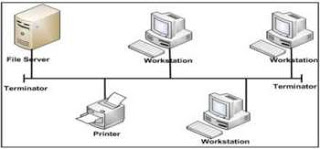 File Server
Workstation
Workstation
Terminator
Terminator
Printer
Workstation